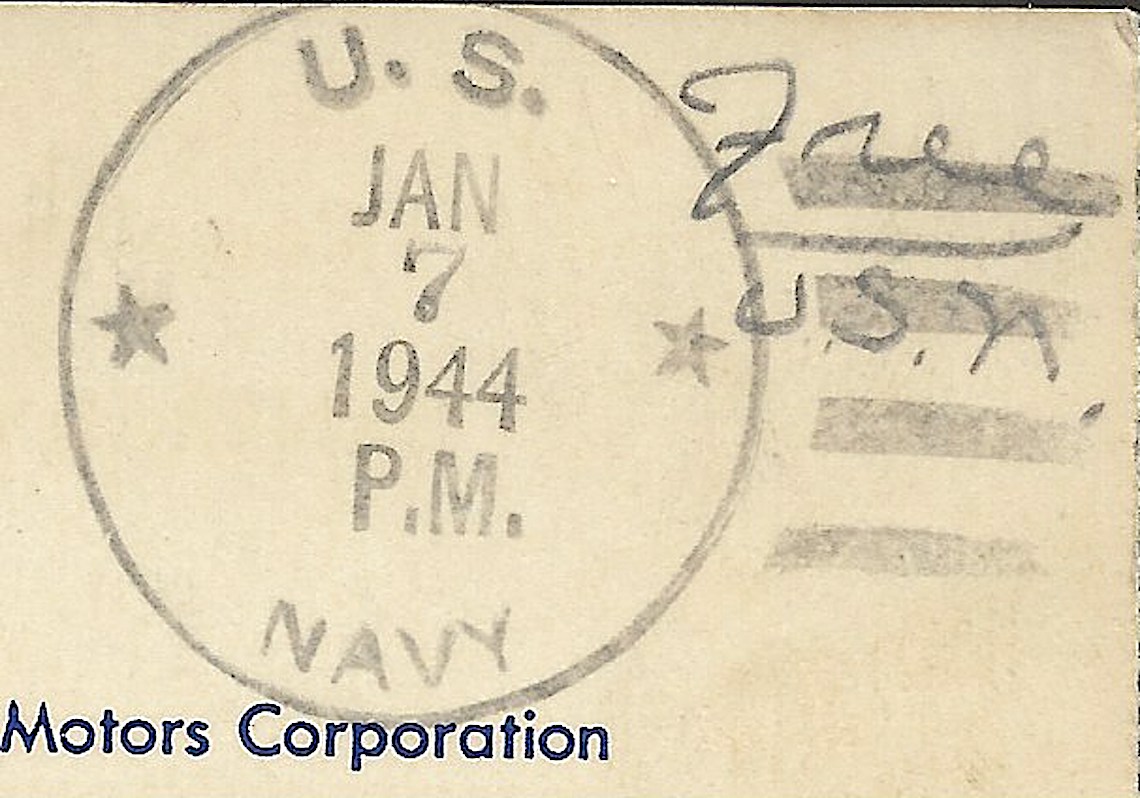 U. S.
JAN
7
1944
P.M.
NAVY
Free
U.S.N.
Motors Corporation